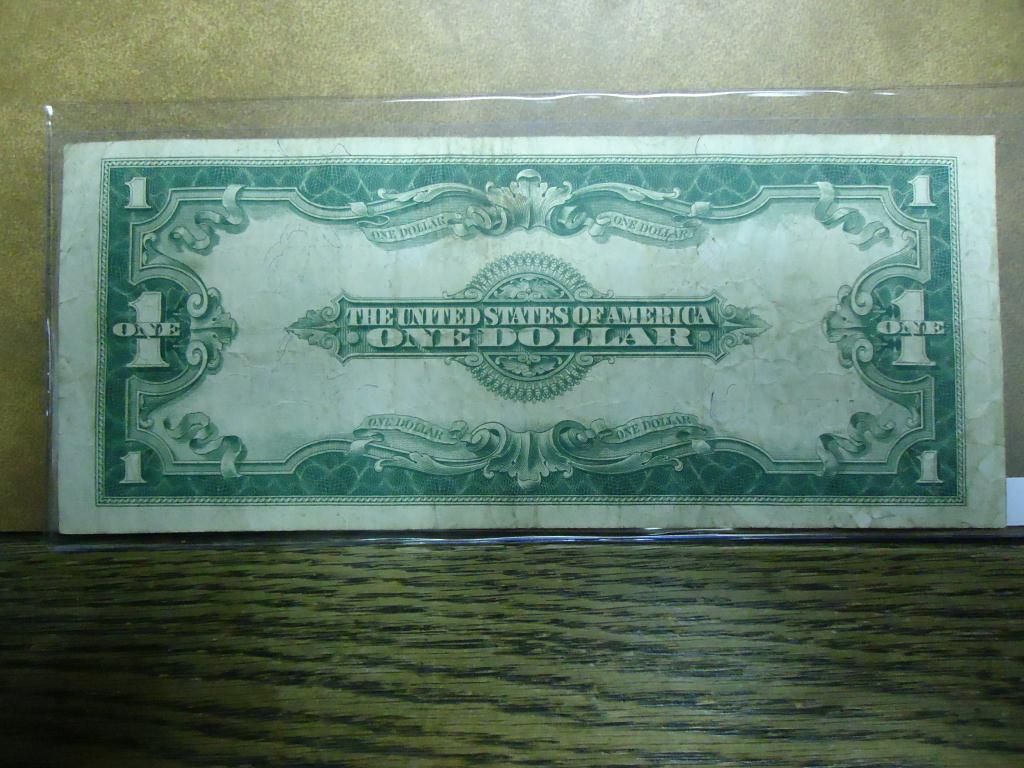 1 1
ONE DOLLAR ONE DOLLAR
THE UNITED STATES OF AMERICA
1 ONE 1 ONE
ONE DOLLAR
ONE DOLLAR ONE DOLLAR
1 1